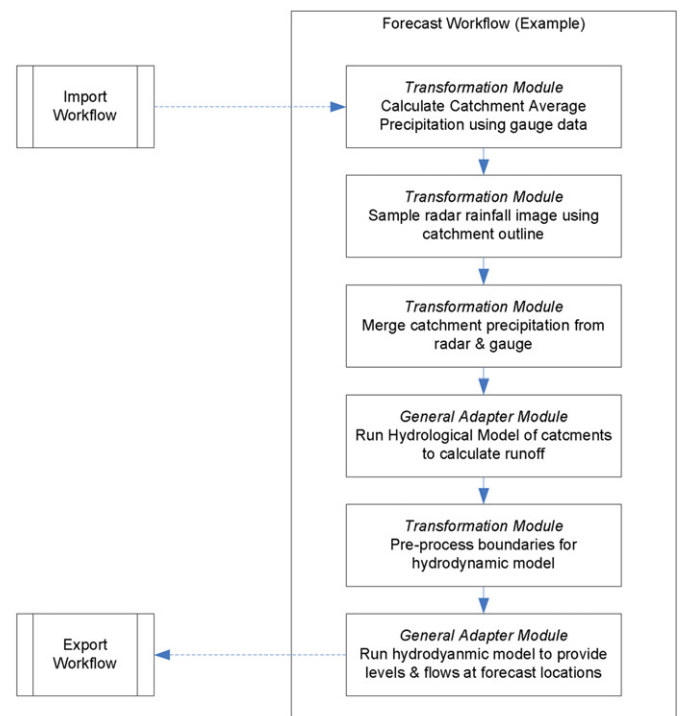 Forecast Workflow (Example)
Import
Workflow
Transformation Module
Calculate Catchment Average
Precipitation using gauge data
Transformation Module
Sample radar rainfall image using
catchment outline
Transformation Module
Merge catchment precipitation from
radar & gauge
General Adapter Module
Run Hydrological Model of catcments
to calculate runoff
Transformation Module
Pre-process boundaries for
hydrodynamic model
Export
Workflow
General Adapter Module
Run hydrodyanmic model to provide
levels & flows at forecast locations